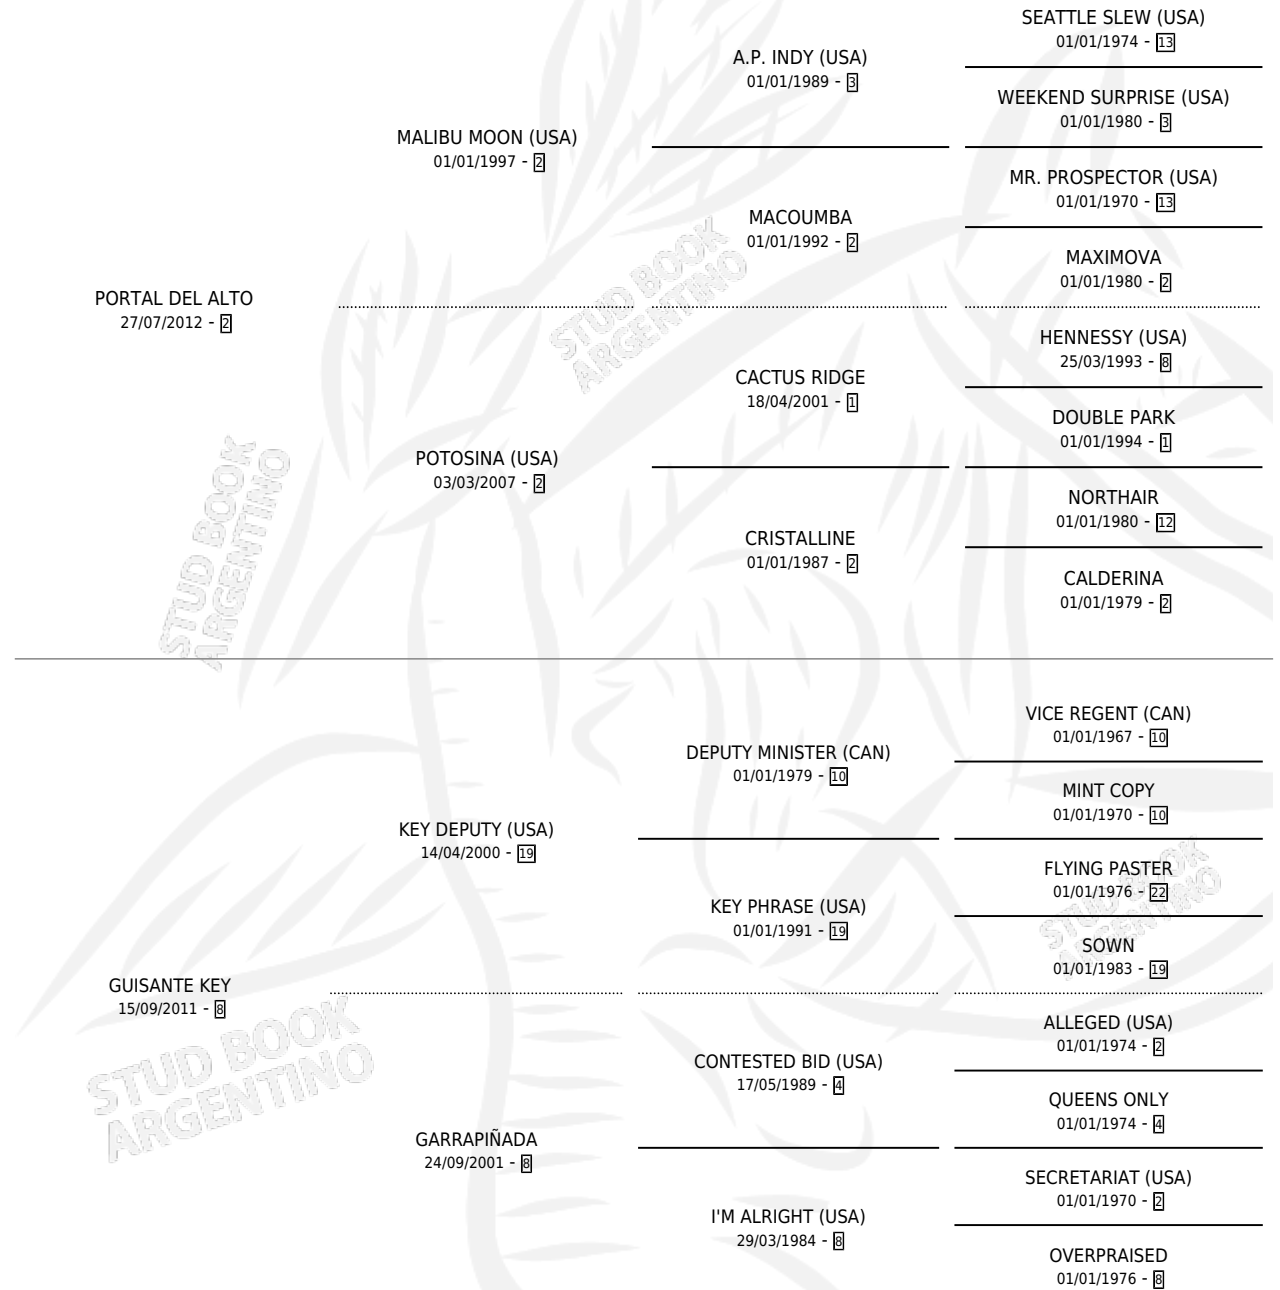 SEATTLE SLEW (USA)
01/01/1974 - 13
A.P. INDY (USA)
01/01/1989 - 3
WEEKEND SURPRISE (USA)
01/01/1980 - 3
MALIBU MOON (USA)
01/01/1997 - 2
MR. PROSPECTOR (USA)
01/01/1970 - 13
MACOUMBA
01/01/1992 - 2
MAXIMOVA
01/01/1980 - 2
PORTAL DEL ALTO
27/07/2012 - 2
HENNESSY (USA)
25/03/1993 - 8
CACTUS RIDGE
18/04/2001 - 1
DOUBLE PARK
01/01/1994 - 1
POTOSINA (USA)
03/03/2007 - 2
NORTHAIR
01/01/1980 - 12
CRISTALLINE
01/01/1987 - 2
CALDERINA
01/01/1979 - 2
VICE REGENT (CAN)
01/01/1967 - 10
DEPUTY MINISTER (CAN)
01/01/1979 - 10
MINT COPY
01/01/1970 - 10
KEY DEPUTY (USA)
14/04/2000 - 19
FLYING PASTER
01/01/1976 - 22
KEY PHRASE (USA)
01/01/1991 - 19
SOWN
01/01/1983 - 19
GUISANTE KEY
15/09/2011 - 8
ALLEGED (USA)
01/01/1974 - 2
CONTESTED BID (USA)
17/05/1989 - 4
QUEENS ONLY
01/01/1974 - 4
GARRAPIÑADA
24/09/2001 - 8
SECRETARIAT (USA)
01/01/1970 - 2
I'M ALRIGHT (USA)
29/03/1984 - 8
OVERPRAISED
01/01/1976 - 8
STUD BOOK
ARGENTINO
STUD BOOK
ARGENTINO
STUD BOOK
ARGENTINO
STUD BOOK
ARGENTINO